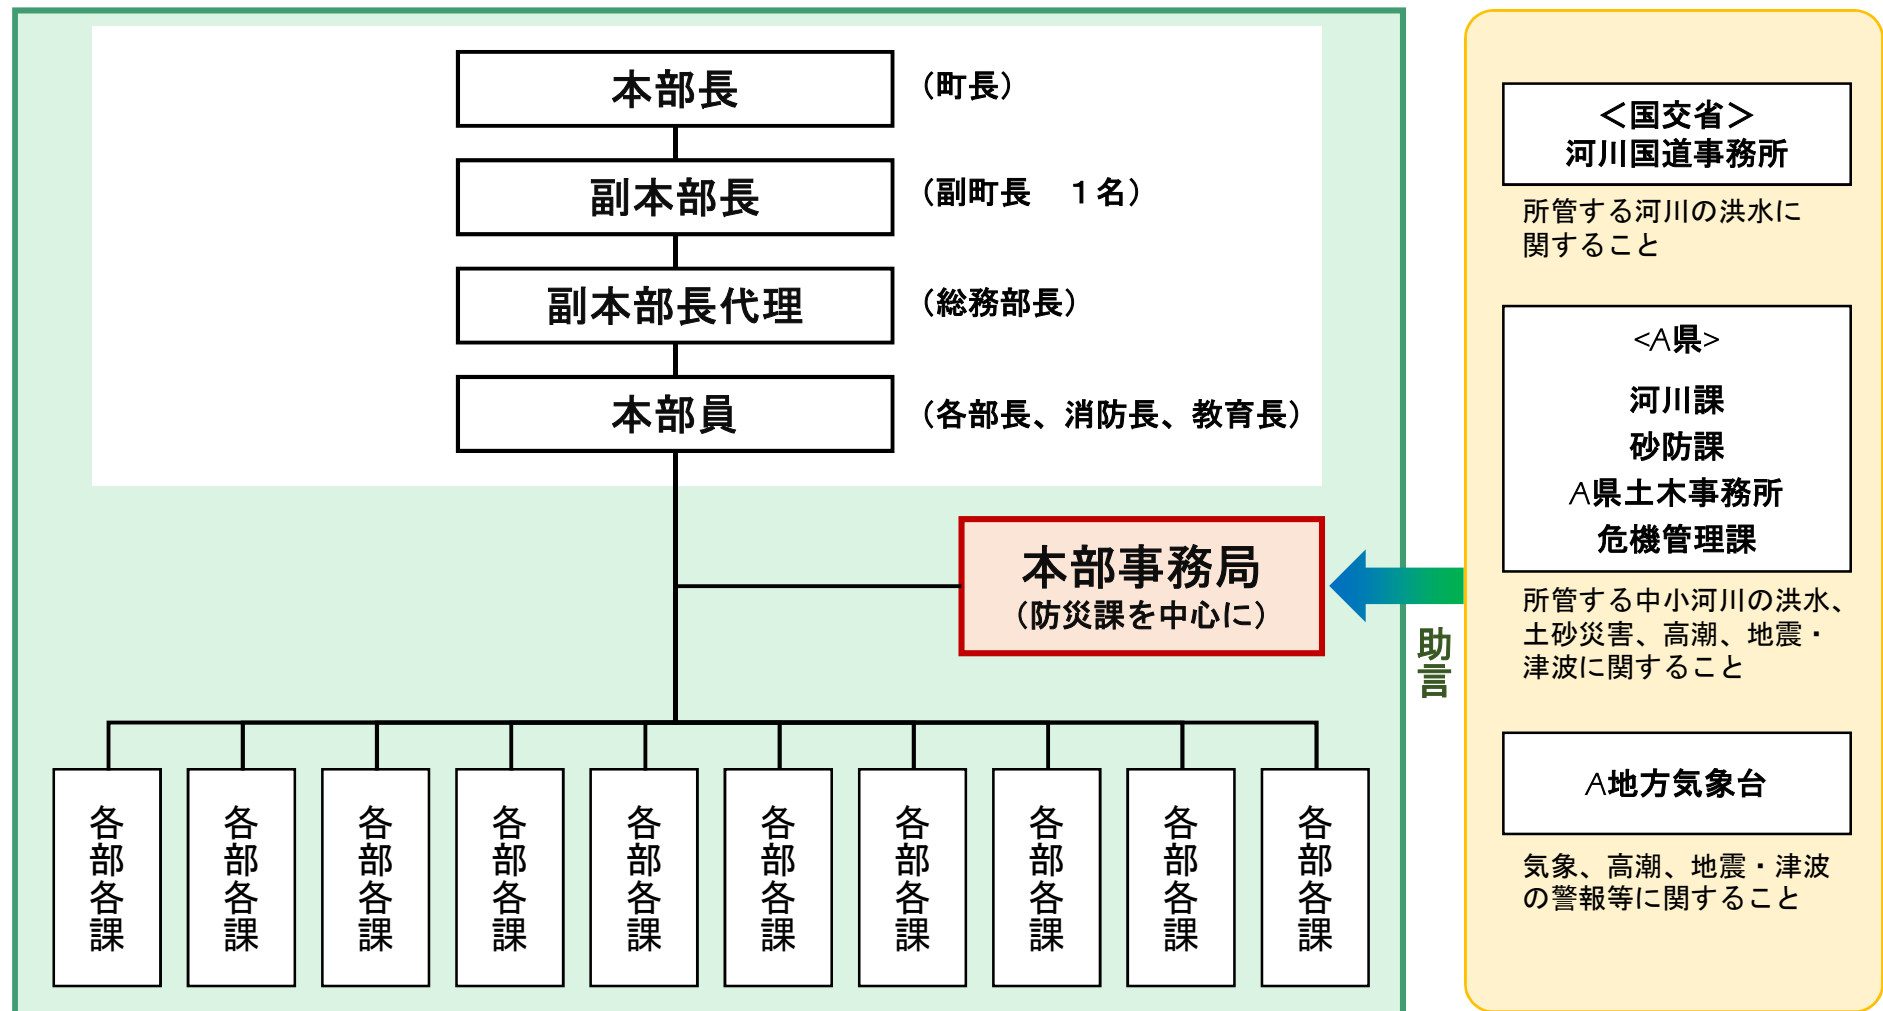 本部長
（町長）
副本部長
（副町長　１名）
副本部長代理
（総務部長）
本部員
（各部長、消防長、教育長）
本部事務局
（防災課を中心に）
各部各課
各部各課
各部各課
各部各課
各部各課
各部各課
各部各課
各部各課
各部各課
各部各課
助言
＜国交省＞
河川国道事務所
所管する河川の洪水に
関すること
<A県>
河川課
砂防課
A県土木事務所
危機管理課
所管する中小河川の洪水、
土砂災害、高潮、地震・
津波に関すること
A地方気象台
気象、高潮、地震・津波
の警報等に関すること